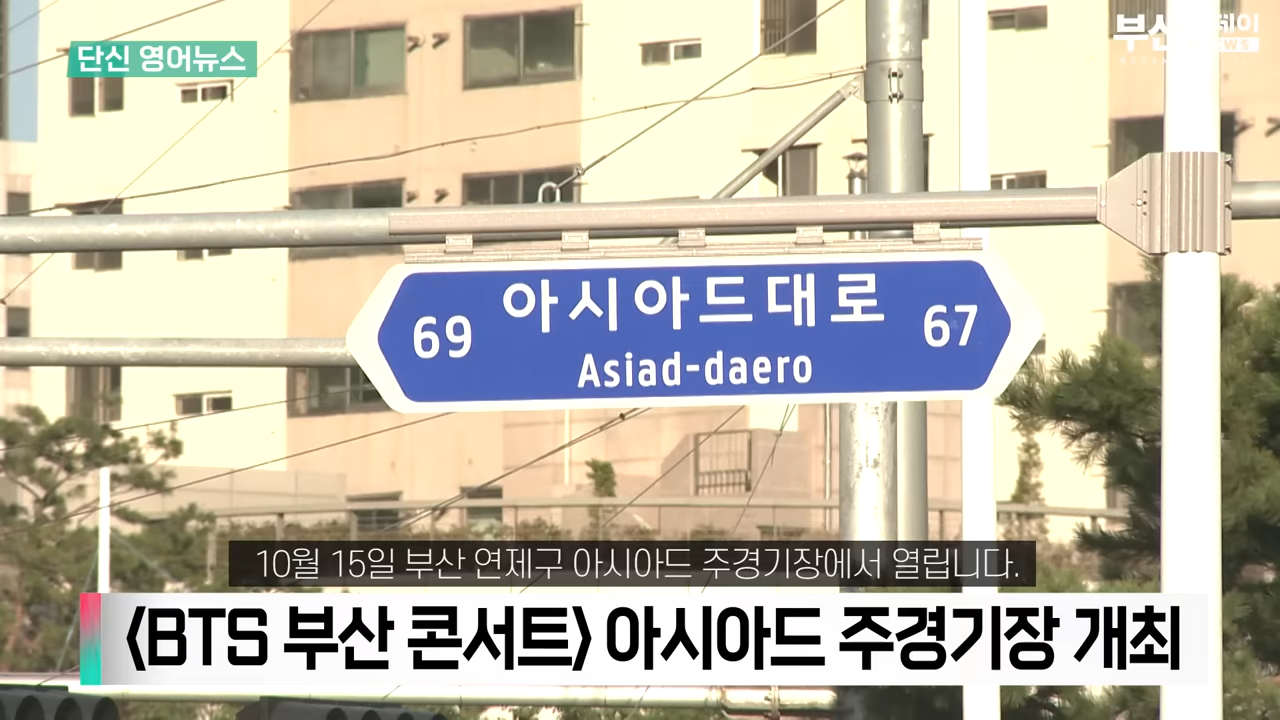 단신 영어뉴스
부산
아시아드대로
69
67
Asiad-daero
10월 15일 부산 연제구 아시아드 주경기장에서 열립니다.
〈BTS 부산 콘서트〉 아시아드 주경기장 개최